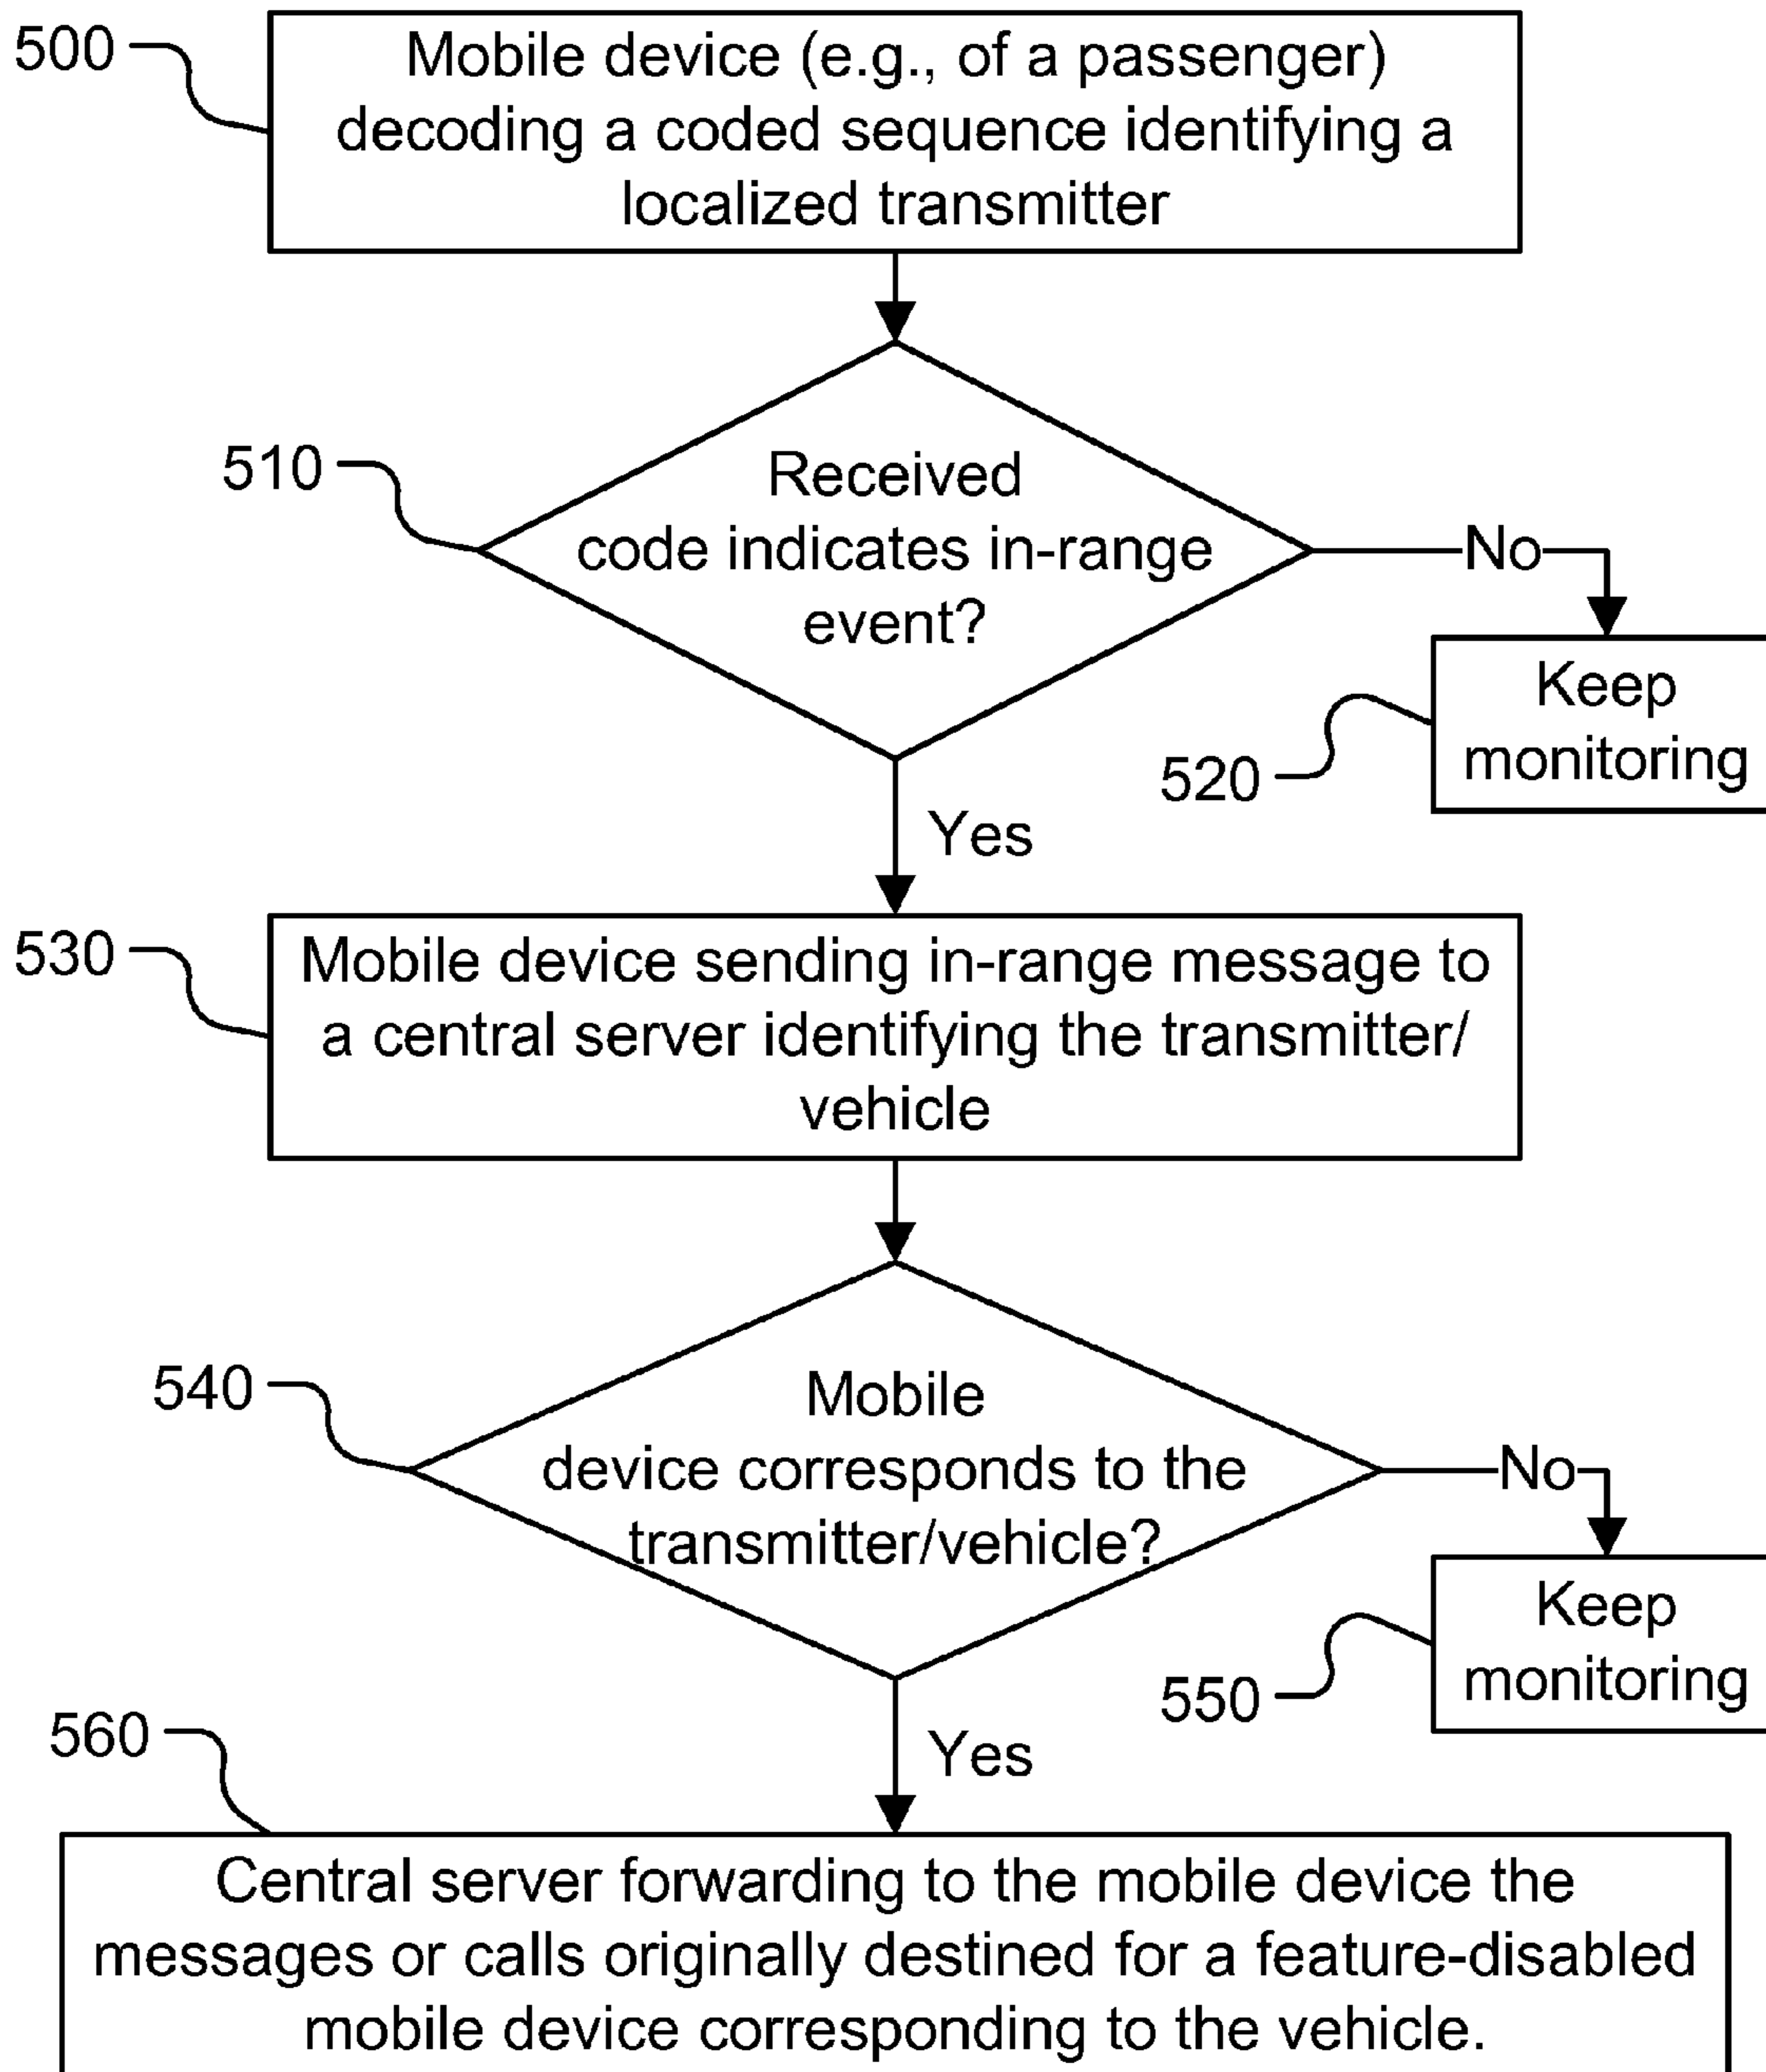 500
Mobile device (e.g., of a passenger)
decoding a coded sequence identifying a
localized transmitter
510
Received
code indicates in-range
event?
No
520
Keep
monitoring
Yes
530
Mobile device sending in-range message to
a central server identifying the transmitter/
vehicle
540
Mobile
device corresponds to the
transmitter/vehicle?
No
550
Keep
monitoring
Yes
560
Central server forwarding to the mobile device the
messages or calls originally destined for a feature-disabled
mobile device corresponding to the vehicle.